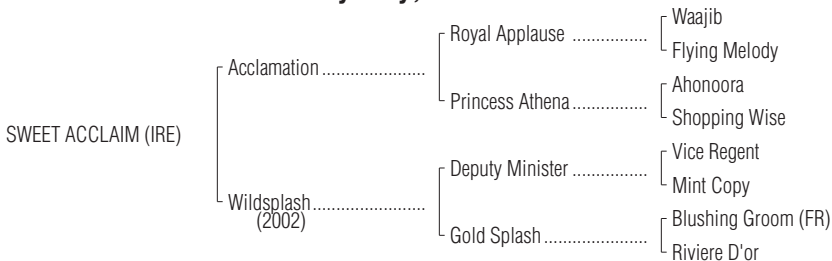 Waajib
Royal Applause ................
Flying Melody
Acclamation ......................
Ahonoora
Princess Athena ................
Shopping Wise
SWEET ACCLAIM (IRE)
Vice Regent
Deputy Minister ................
Mint Copy
Wildsplash ........................
(2002)
Blushing Groom (FR)
Gold Splash ......................
Riviere D'or